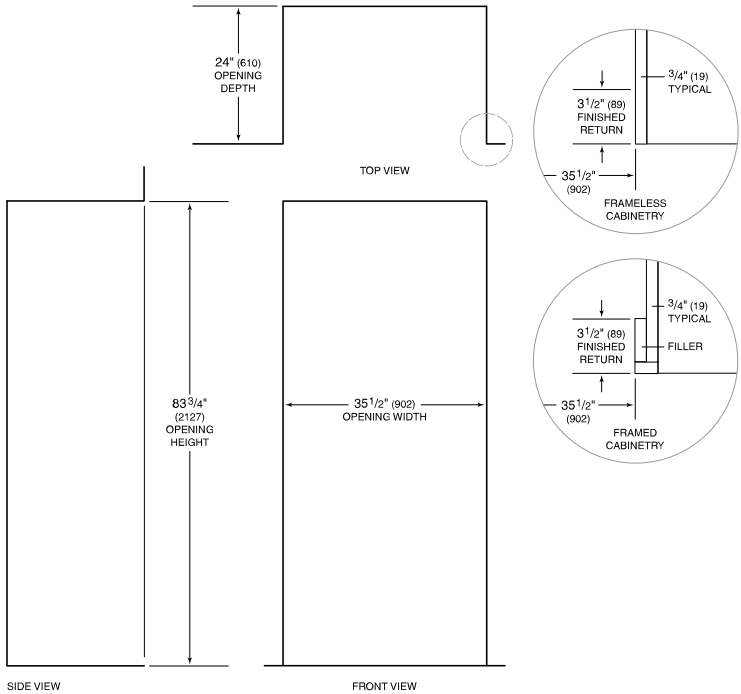 24" (610)
OPENING
DEPTH
TOP VIEW
3/4" (19)
TYPICAL
3 1/2" (89)
FINISHED
RETURN
35 1/2"
(902)
FRAMELESS
CABINETRY
3/4" (19)
TYPICAL
3 1/2" (89)
FINISHED
RETURN
FILLER
35 1/2"
(902)
FRAMED
CABINETRY
83 3/4"
(2127)
OPENING
HEIGHT
35 1/2" (902)
OPENING WIDTH
SIDE VIEW
FRONT VIEW